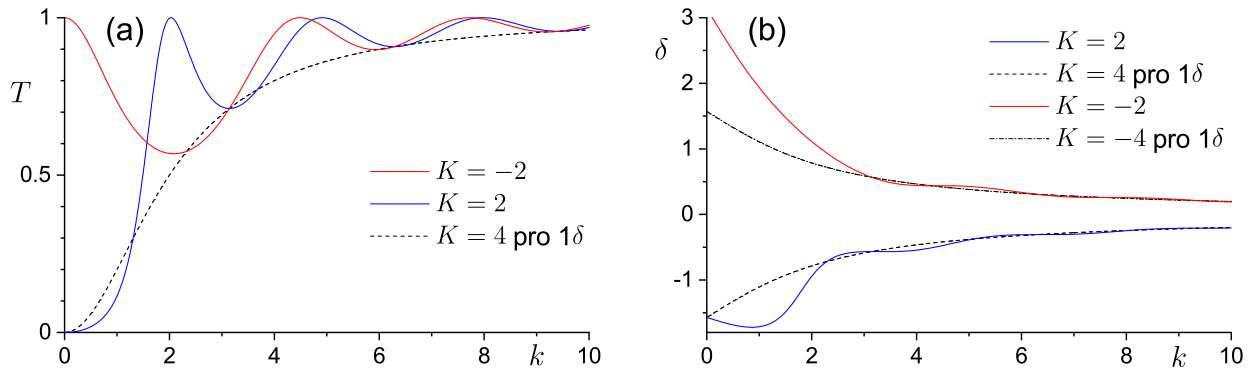 (a)
T
1
0.5
0
K = −2
K = 2
K = 4 pro 1δ
0 2 4 6 8 k 10
(b)
δ
3
2
1
0
-1
K = 2
K = 4 pro 1δ
K = −2
K = −4 pro 1δ
0 2 4 6 8 k 10